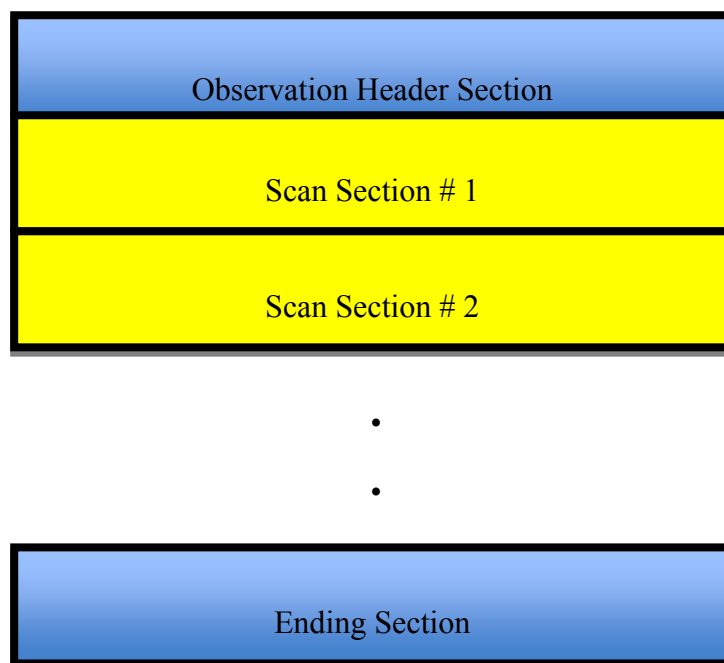 Observation Header Section
Scan Section # 1
Scan Section # 2
.
.
Ending Section